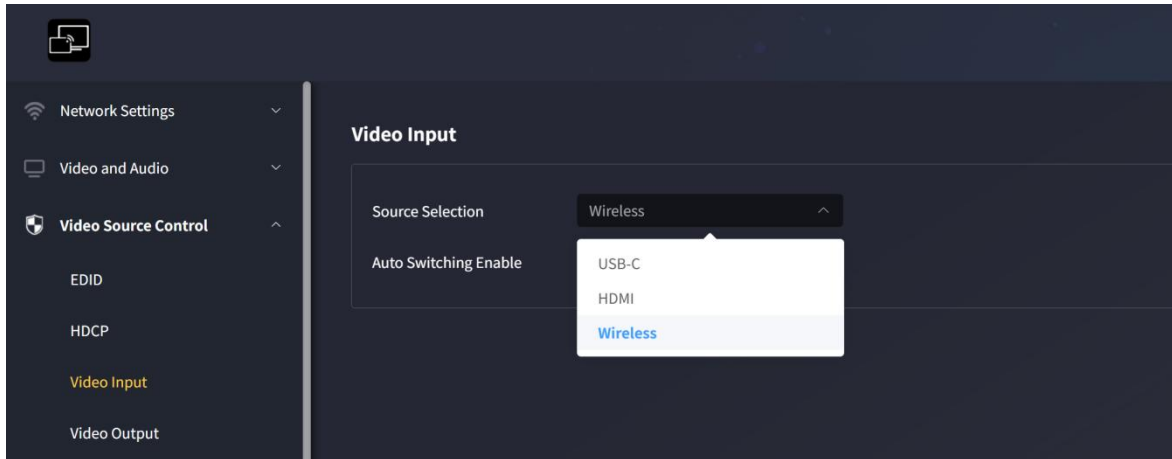 Network Settings
Video and Audio
Video Source Control
EDID
HDCP
Video Input
Video Output
Video Input
Source Selection
Wireless
Auto Switching Enable
USB-C
HDMI
Wireless